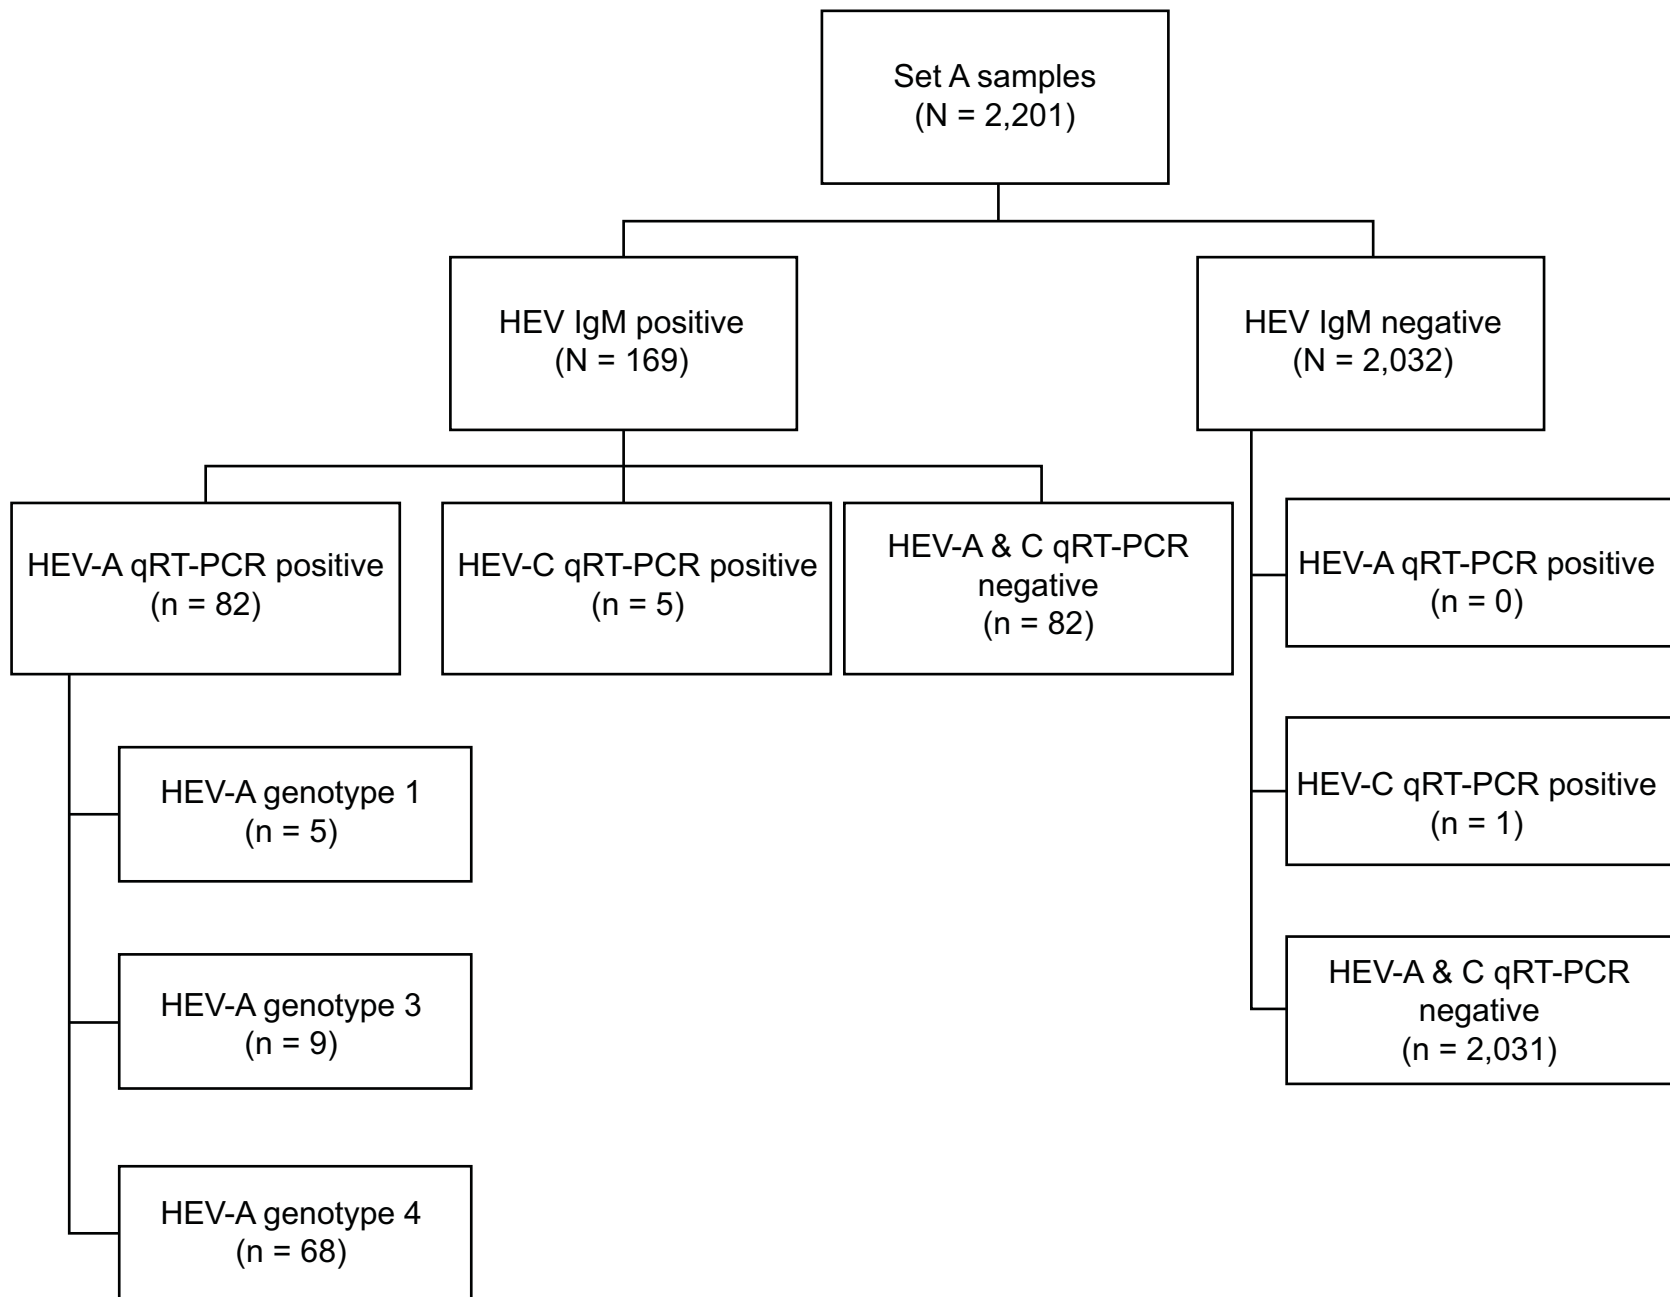 Set A samples
(N = 2,201)
HEV IgM positive
(N = 169)
HEV IgM negative
(N = 2,032)
HEV-A qRT-PCR positive
(n = 82)
HEV-C qRT-PCR positive
(n = 5)
HEV-A & C qRT-PCR
negative
(n = 82)
HEV-A qRT-PCR positive
(n = 0)
HEV-C qRT-PCR positive
(n = 1)
HEV-A & C qRT-PCR
negative
(n = 2,031)
HEV-A genotype 1
(n = 5)
HEV-A genotype 3
(n = 9)
HEV-A genotype 4
(n = 68)